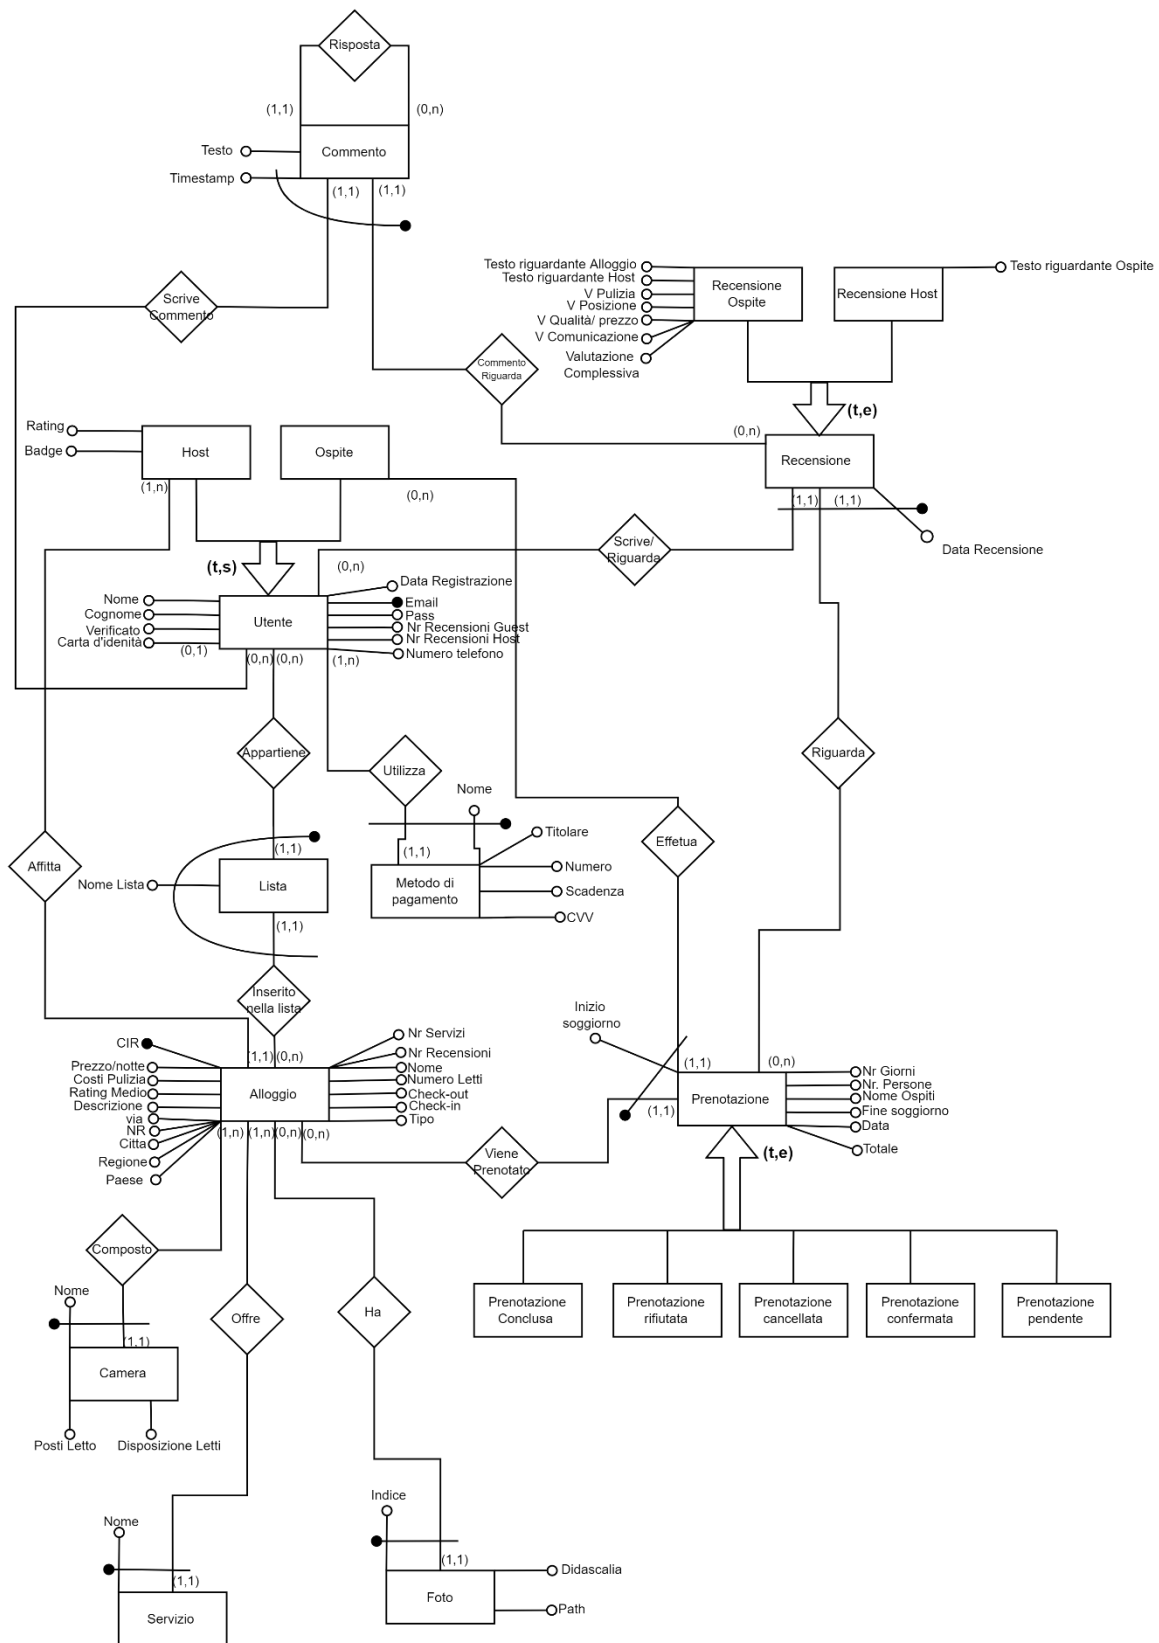 Risposta
(1,1)
(0,n)
Testo
Commento
Timestamp
(1,1)
(1,1)
Scrive
Commento
Testo riguardante Alloggio
Testo riguardante Host
V Pulizia
V Posizione
V Qualità/ prezzo
V Comunicazione
Valutazione
Complessiva
Recensione
Ospite
Recensione Host
Testo riguardante Ospite
Commento
Riguarda
(t,e)
(0,n)
Recensione
(1,1)
(1,1)
Data Recensione
Rating
Badge
Host
Ospite
(1,n)
(0,n)
(t,s)
(0,n)
Scrive/
Riguarda
Nome
Cognome
Verificato
Carta d'idenità
(0,1)
Utente
Data Registrazione
Email
Pass
Nr Recensioni Guest
Nr Recensioni Host
Numero telefono
(0,n)
(0,n)
(1,n)
Appartiene
Utilizza
Riguarda
Nome
Effetua
Affitta
(1,1)
Nome Lista
Lista
(1,1)
(1,1)
Metodo di
pagamento
Titolare
Numero
Scadenza
CVV
Inserito
nella lista
Inizio
soggiorno
CIR
Prezzo/notte
Costi Pulizia
Rating Medio
Descrizione
via
NR
Citta
Regione
Paese
(1,1)
(0,n)
Alloggio
Nr Servizi
Nr Recensioni
Nome
Numero Letti
Check-out
Check-in
Tipo
(1,n)
(1,n)
(0,n)
(0,n)
Viene
Prenotato
(1,1)
(0,n)
(1,1)
Prenotazione
Nr Giorni
Nr. Persone
Nome Ospiti
Fine soggiorno
Data
Totale
(t,e)
Composto
Offre
Ha
Prenotazione
Conclusa
Prenotazione
rifiutata
Prenotazione
cancellata
Prenotazione
confermata
Prenotazione
pendente
Nome
(1,1)
Camera
Posti Letto
Disposizione Letti
Nome
(1,1)
Servizio
Indice
(1,1)
Foto
Didascalia
Path